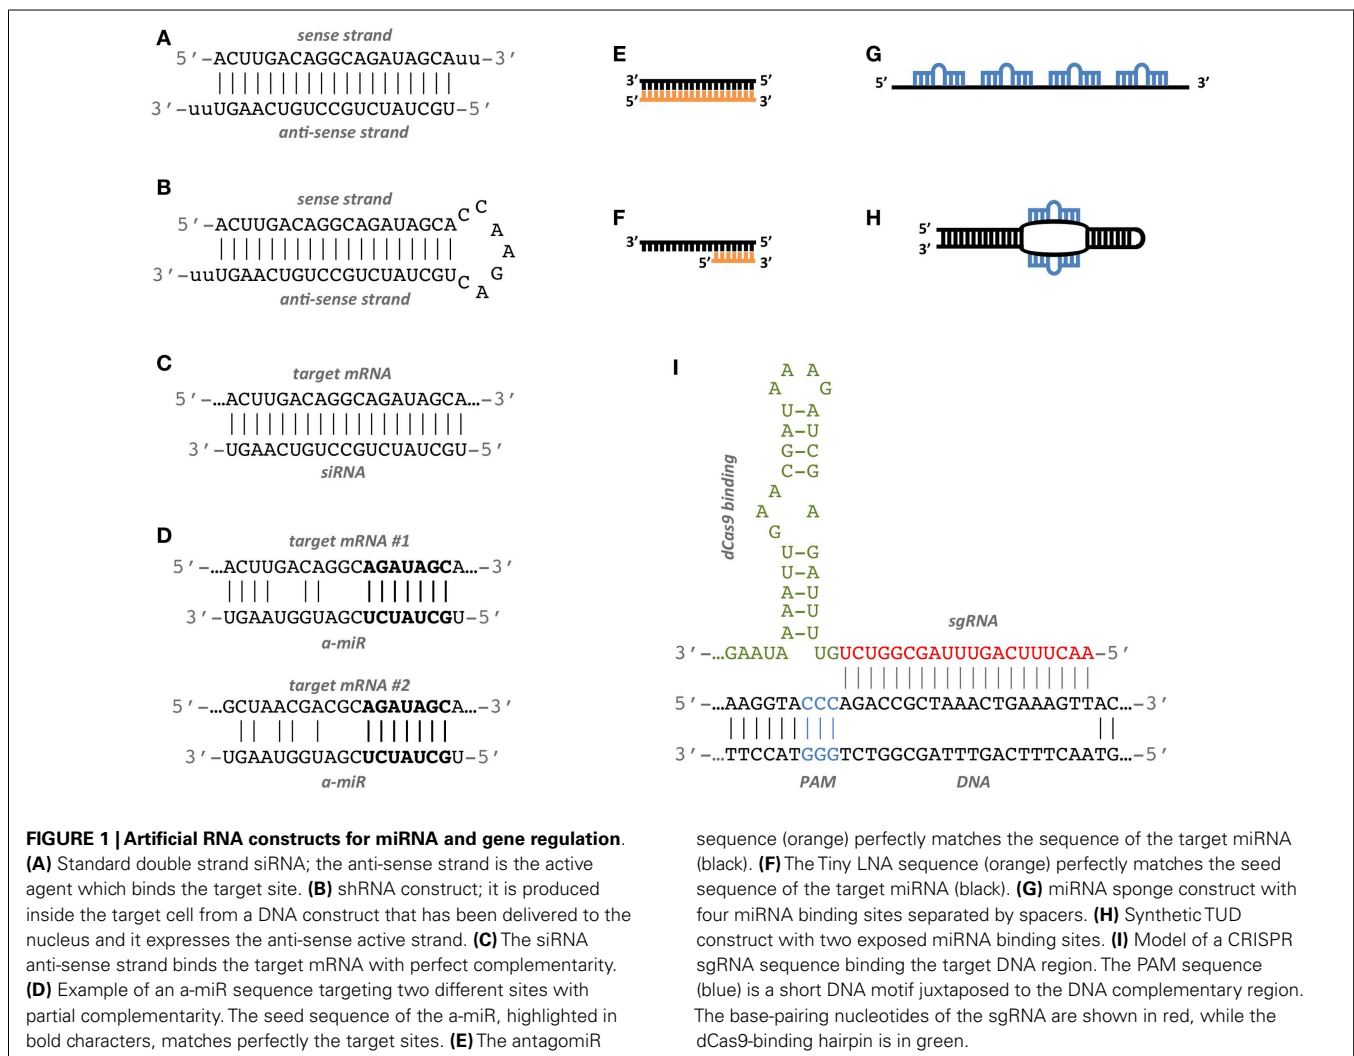 A
sense strand
5'-ACUUGACAGGCAGAUAGCAuu-3'
3'-uuUGAACUGUCCGUCUAUCGU-5'
anti-sense strand
B
sense strand
5'-ACUUGACAGGCAGAUAGCA
C C A A G A C
3'-uuUGAACUGUCCGUCUAUCGU
anti-sense strand
C
target mRNA
5'-…ACUUGACAGGCAGAUAGCA…-3'
3'-UGAACUGUCCGUCUAUCGU-5'
siRNA
D
target mRNA #1
5'-…ACUUGACAGGCAGAUAGCA…-3'
3'-UGAAUGGUAGCUCUAUCGU-5'
a-miR
target mRNA #2
5'-…GCUAACGACGCAGAUAGCA…-3'
3'-UGAAUGGUAGCUCUAUCGU-5'
a-miR
E
3' 5'
5' 3'
F
3' 5'
5' 3'
G
5' 3'
H
5'
3'
I
A A
A G
U-A
A-U
G-C
C-G
A
A A
G
U-G
U-A
A-U
A-U
A-U
dCas9 binding
sgRNA
3'-…GAAUA UGUCUGGCGAUUUGACUUUCAA-5'
5'-…AAGGTACCCAGACCGCTAAACTGAAAGTTAC…-3'
3'-…TTCCATGGGTCTGGCGATTTGACTTTCAATG…-5'
PAM DNA
FIGURE 1 | Artificial RNA constructs for miRNA and gene regulation.
(A) Standard double strand siRNA; the anti-sense strand is the active
agent which binds the target site. (B) shRNA construct; it is produced
inside the target cell from a DNA construct that has been delivered to the
nucleus and it expresses the anti-sense active strand. (C) The siRNA
anti-sense strand binds the target mRNA with perfect complementarity.
(D) Example of an a-miR sequence targeting two different sites with
partial complementarity. The seed sequence of the a-miR, highlighted in
bold characters, matches perfectly the target sites. (E) The antagomiR
sequence (orange) perfectly matches the sequence of the target miRNA
(black). (F) The Tiny LNA sequence (orange) perfectly matches the seed
sequence of the target miRNA (black). (G) miRNA sponge construct with
four miRNA binding sites separated by spacers. (H) Synthetic TUD
construct with two exposed miRNA binding sites. (I) Model of a CRISPR
sgRNA sequence binding the target DNA region. The PAM sequence
(blue) is a short DNA motif juxtaposed to the DNA complementary region.
The base-pairing nucleotides of the sgRNA are shown in red, while the
dCas9-binding hairpin is in green.